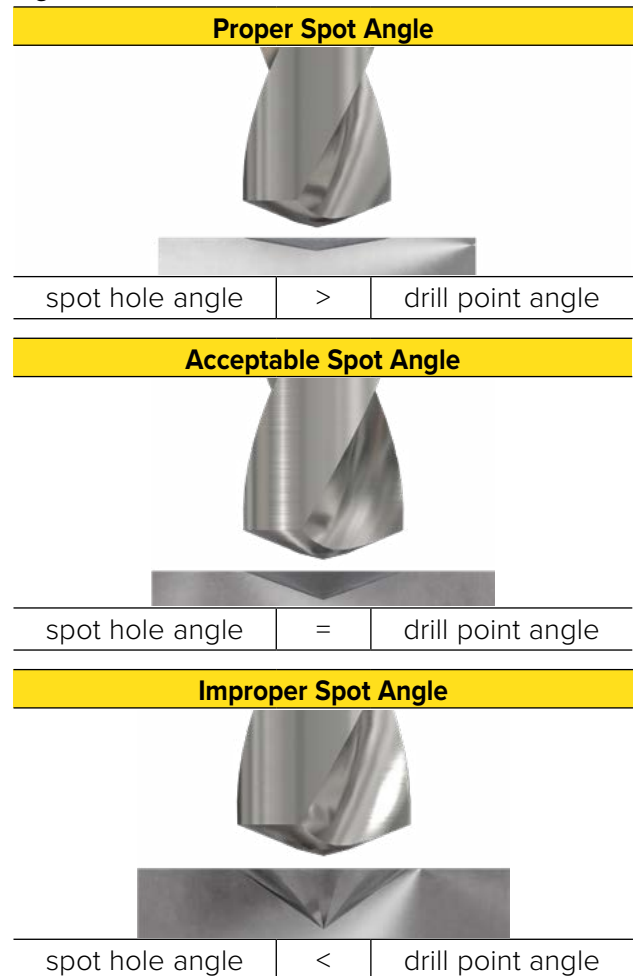 Proper Spot Angle
spot hole angle > drill point angle
Acceptable Spot Angle
spot hole angle = drill point angle
Improper Spot Angle
spot hole angle < drill point angle